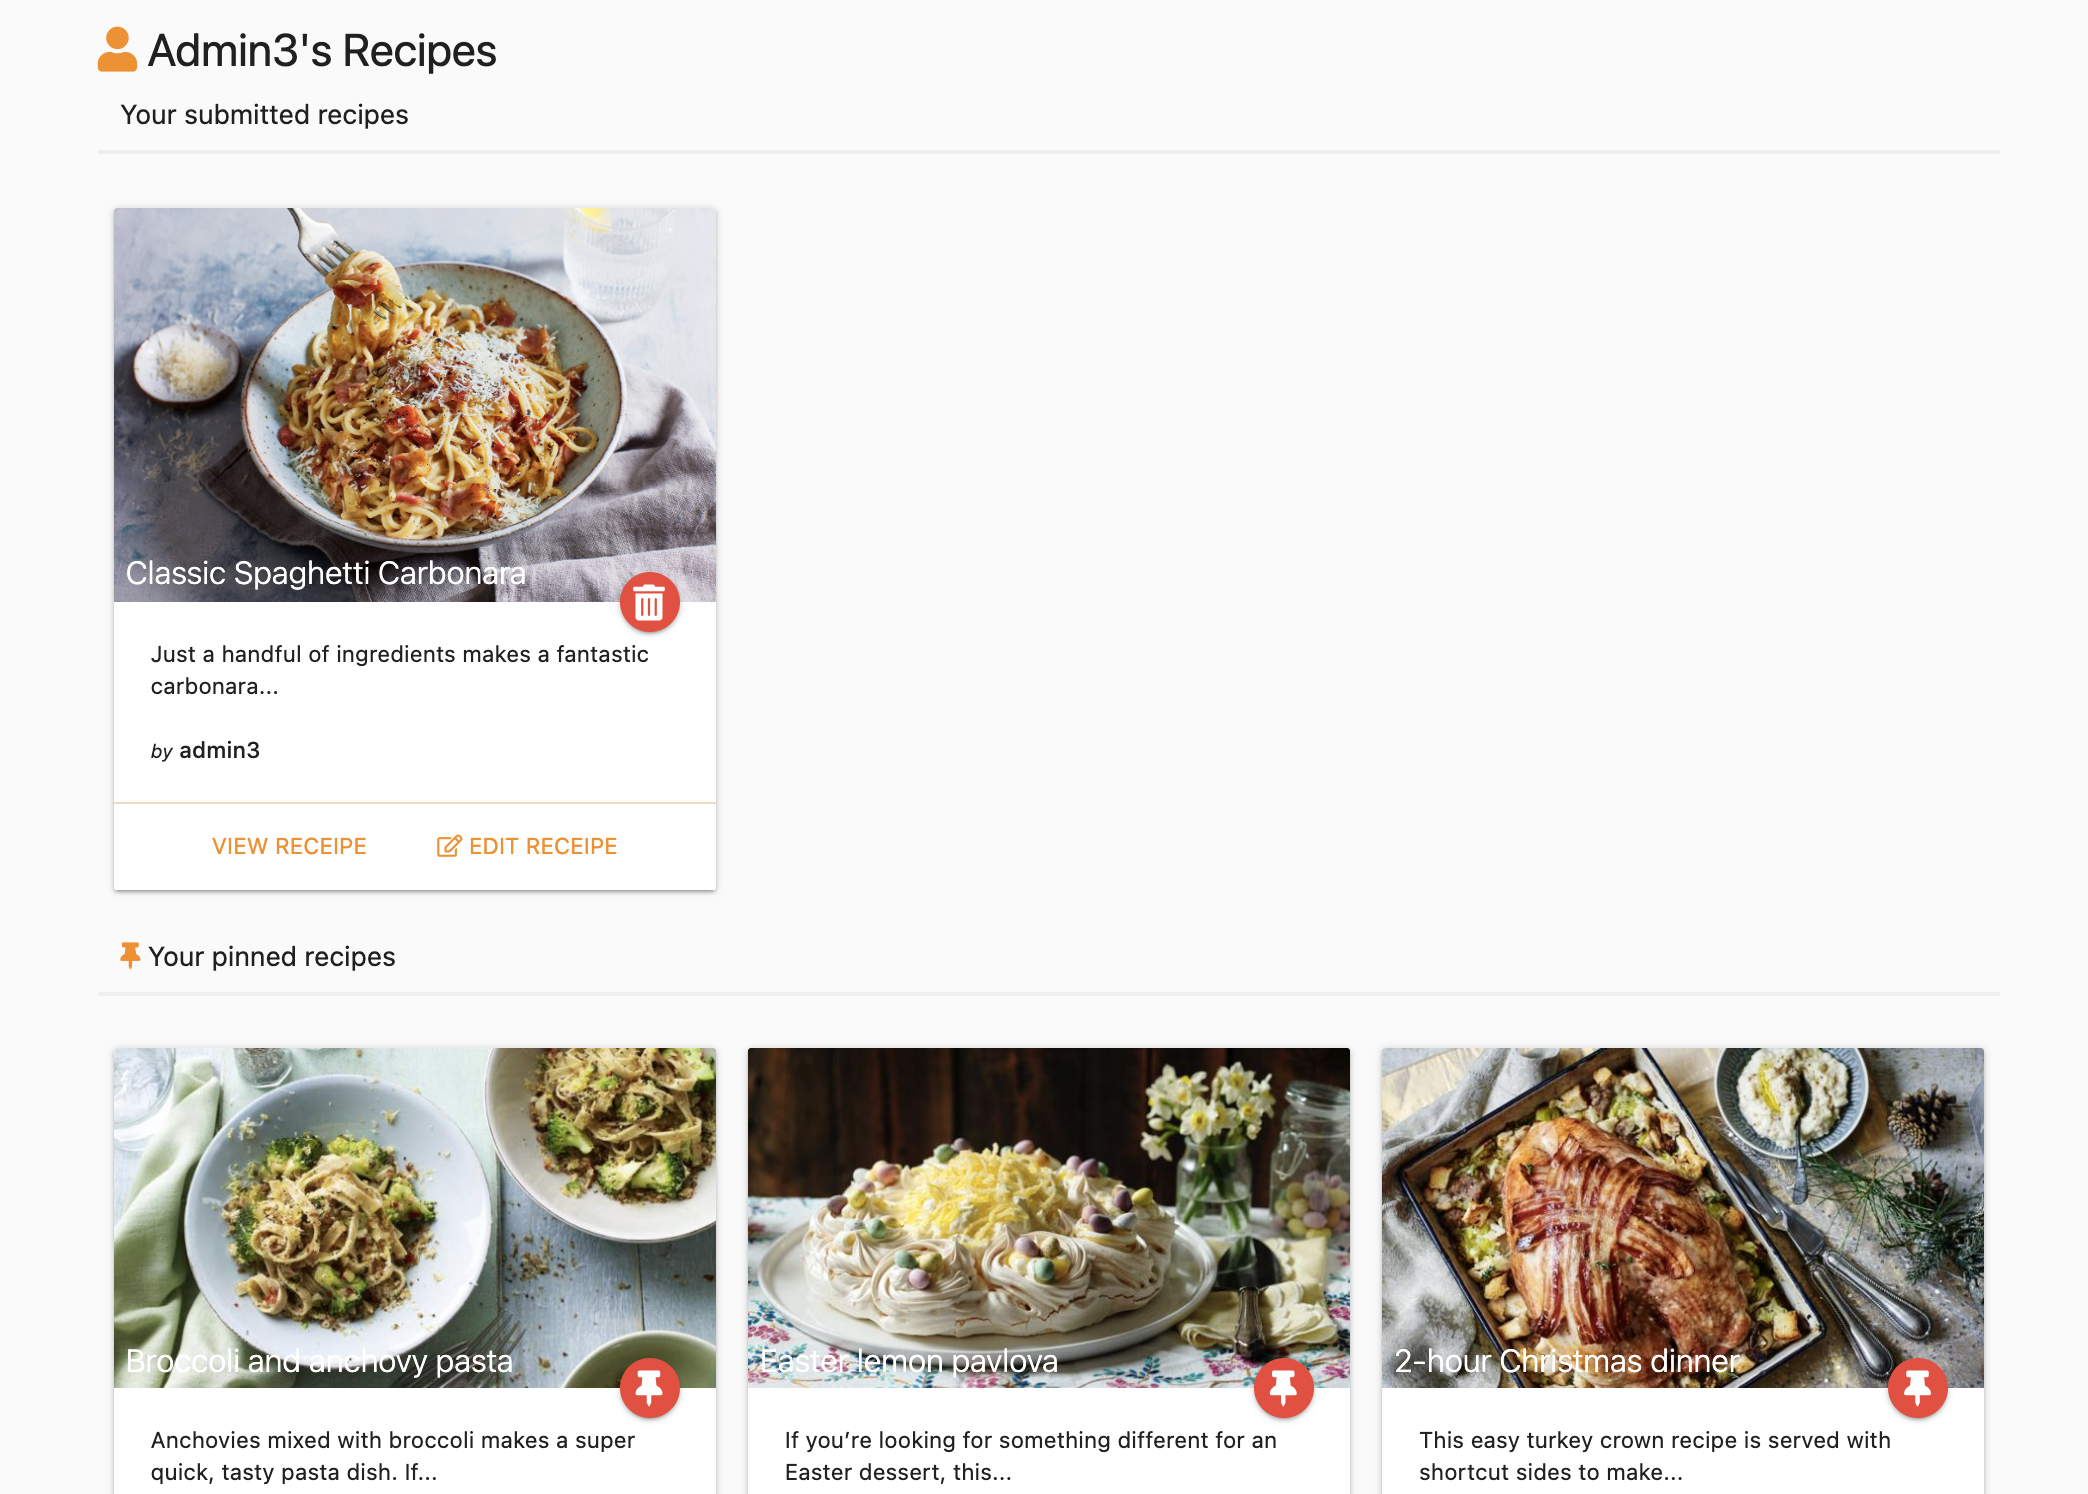 Admin3's Recipes
Your submitted recipes
Classic Spaghetti Carbonara
Just a handful of ingredients makes a fantastic
carbonara...
by admin3
VIEW RECEIPE EDIT RECEIPE
Your pinned recipes
Broccoli and anchovy pasta
Anchovies mixed with broccoli makes a super
quick, tasty pasta dish. If...
Easter lemon pavlova
If you’re looking for something different for an
Easter dessert, this...
2-hour Christmas dinner
This easy turkey crown recipe is served with
shortcut sides to make...